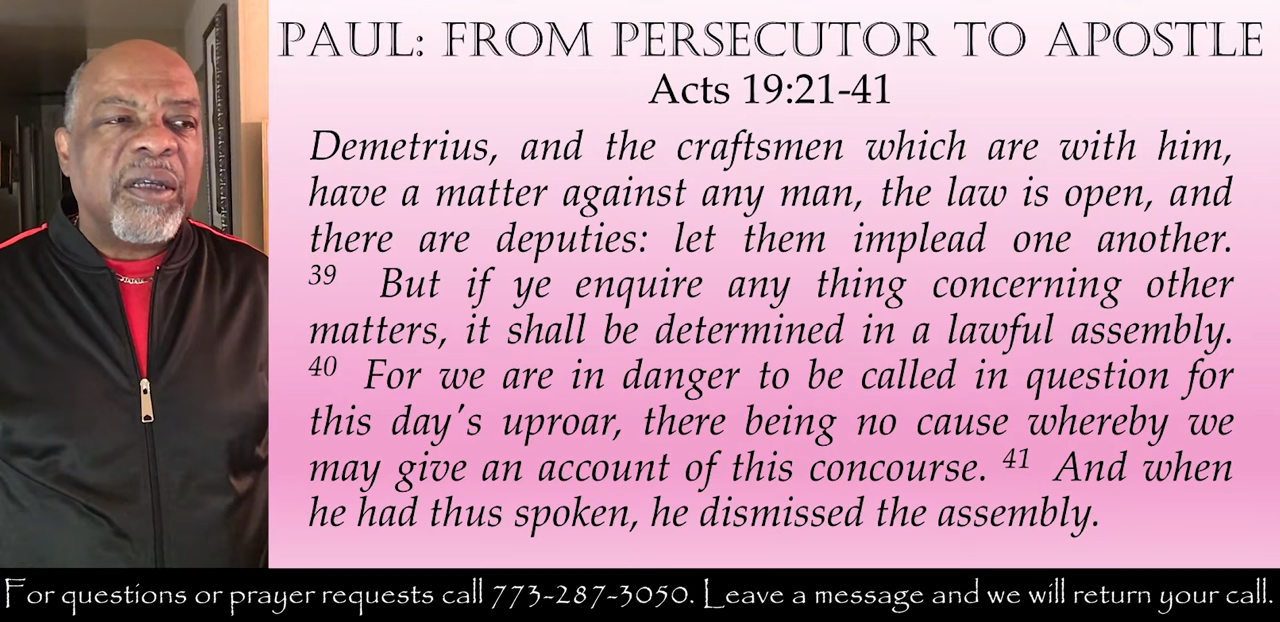 PAUL: FROM PERSECUTOR TO APOSTLE
Acts 19:21-41
Demetrius, and the craftsmen which are with him,
have a matter against any man, the law is open, and
there are deputies: let them implead one another.
39 But if ye enquire any thing concerning other
matters, it shall be determined in a lawful assembly.
40 For we are in danger to be called in question for
this day's uproar, there being no cause whereby we
may give an account of this concourse. 41 And when
he had thus spoken, he dismissed the assembly.
For questions or prayer requests call 773-287-3050. Leave a message and we will return your call.